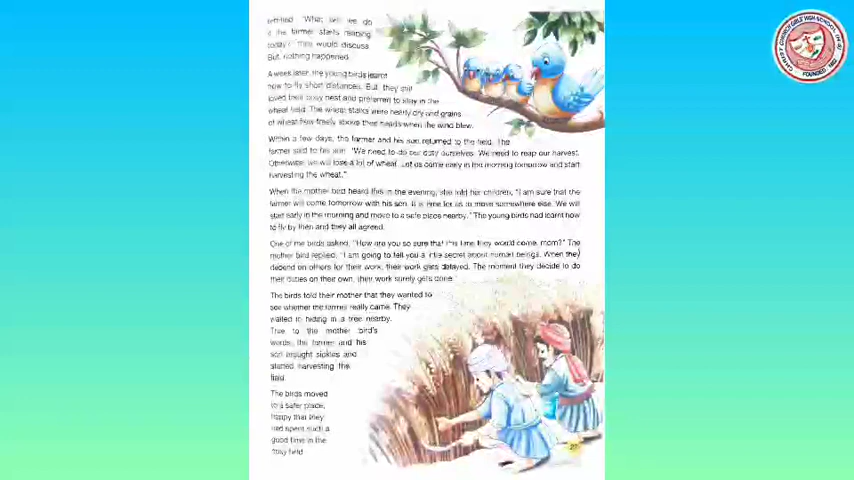 terrified. "What will we do
if the farmer starts reaping
today?" They would discuss.
But, nothing happened.
A week later, the young birds learnt
how to fly short distances. But, they still
loved their cosy nest and preferred to stay in the
wheat field. The wheat stalks were nearly dry and grains
of wheat flew freely above their heads when the wind blew.
Within a few days, the farmer and his son returned to the field. The
farmer said to his son, "We need to do our duty ourselves. We need to reap our harvest.
Otherwise, we will lose a lot of wheat. Let us come early in the morning tomorrow and start
harvesting the wheat."
When the mother bird heard this in the evening, she told her children, "I am sure that the
farmer will come tomorrow with his son. It is time for us to move somewhere else. We will
start early in the morning and move to a safe place nearby." The young birds had learnt how
to fly by then and they all agreed.
One of the birds asked, "How are you so sure that this time they would come, mom?" The
mother bird replied, "I am going to tell you a little secret about human beings. When they
depend on others for their work, their work gets delayed. The moment they decide to do
their duties on their own, their work surely gets done."
The birds told their mother that they wanted to
see whether the farmer really came. They
waited in hiding in a tree nearby.
True to the mother bird's
words, the farmer and his
son brought sickles and
started harvesting the
field.
The birds moved
to a safer place,
happy that they
had spent such a
good time in the
cosy field.
27
FOUNDED